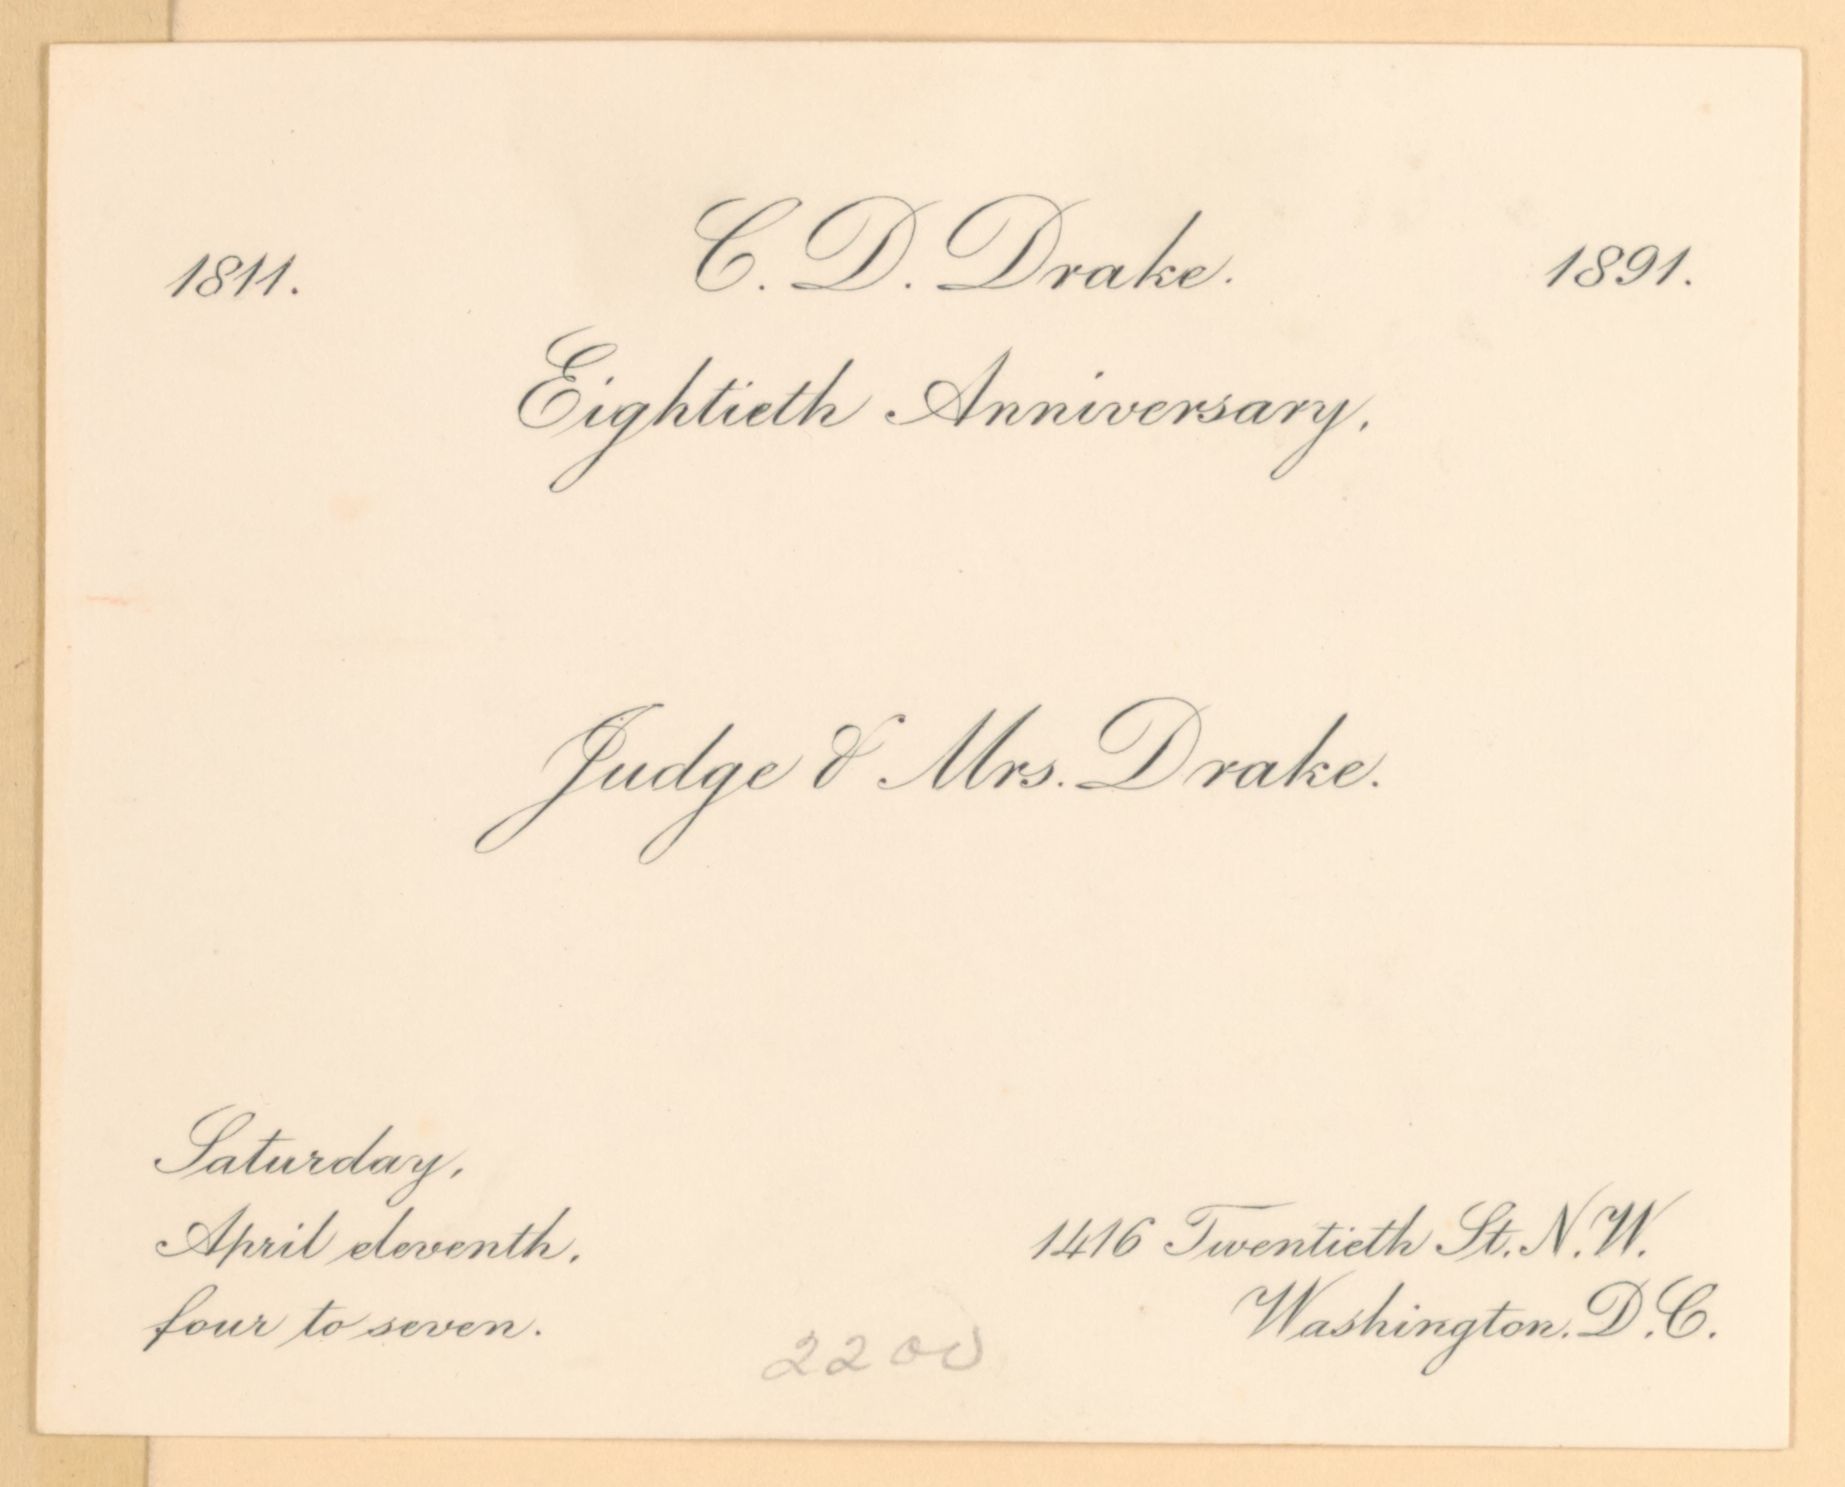 1811. C. D. Drake. 1891.
Eightieth Anniversary.
Judge & Mrs. Drake.
Saturday,
April eleventh.
four to seven.
1416 Twentieth St. N. W.
Washington. D. C.
2200